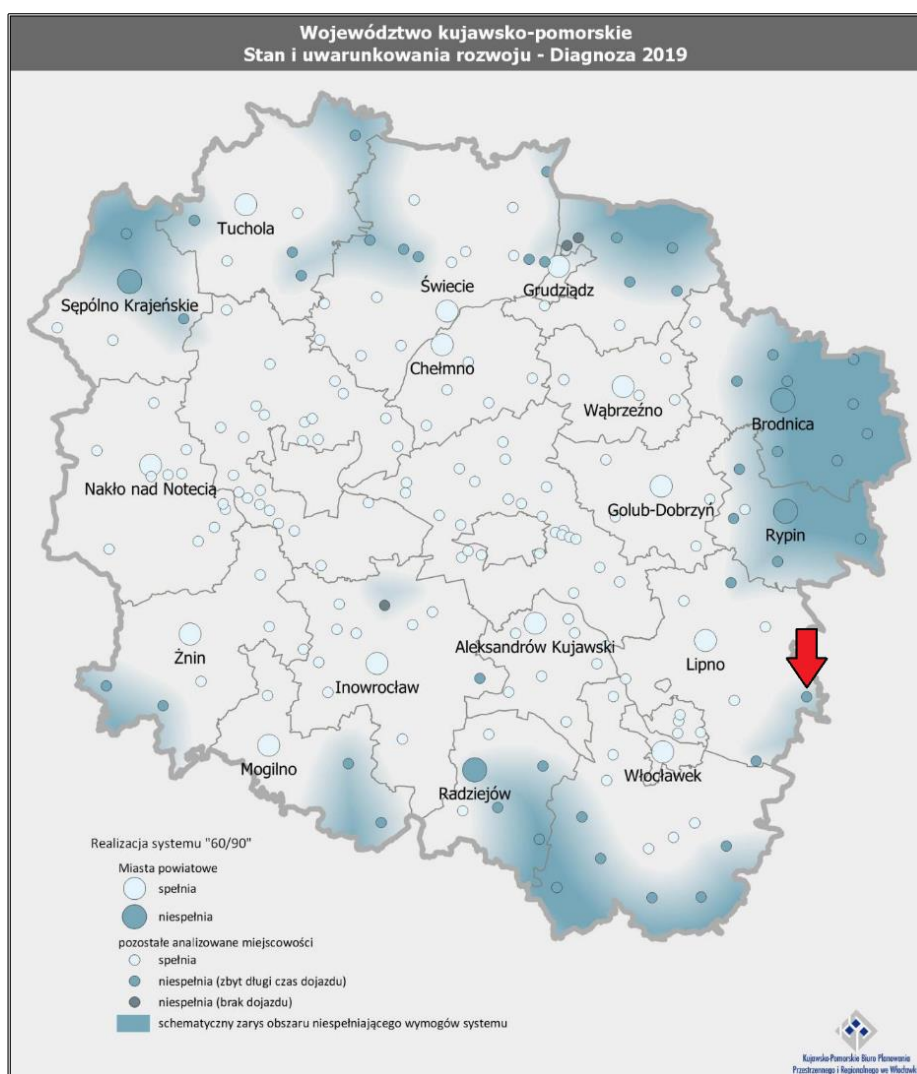 Województwo kujawsko-pomorskie
Stan i uwarunkowania rozwoju - Diagnoza 2019
Tuchola
Sępólno Krajeńskie
Świecie
Grudziądz
Chełmno
Wąbrzeźno
Brodnica
Nakło nad Notecią
Golub-Dobrzyń
Rypin
Żnin
Inowrocław
Aleksandrów Kujawski
Lipno
Mogilno
Radziejów
Włocławek
Realizacja systemu "60/90"
Miasta powiatowe
spełnia
niespełnia
pozostałe analizowane miejscowości
spełnia
niespełnia (zbyt długi czas dojazdu)
niespełnia (brak dojazdu)
schematyczny zarys obszaru niespełniającego wymogów systemu
Kujawsko-Pomorskie Biuro Planowania
Przestrzennego i Regionalnego we Włocławku